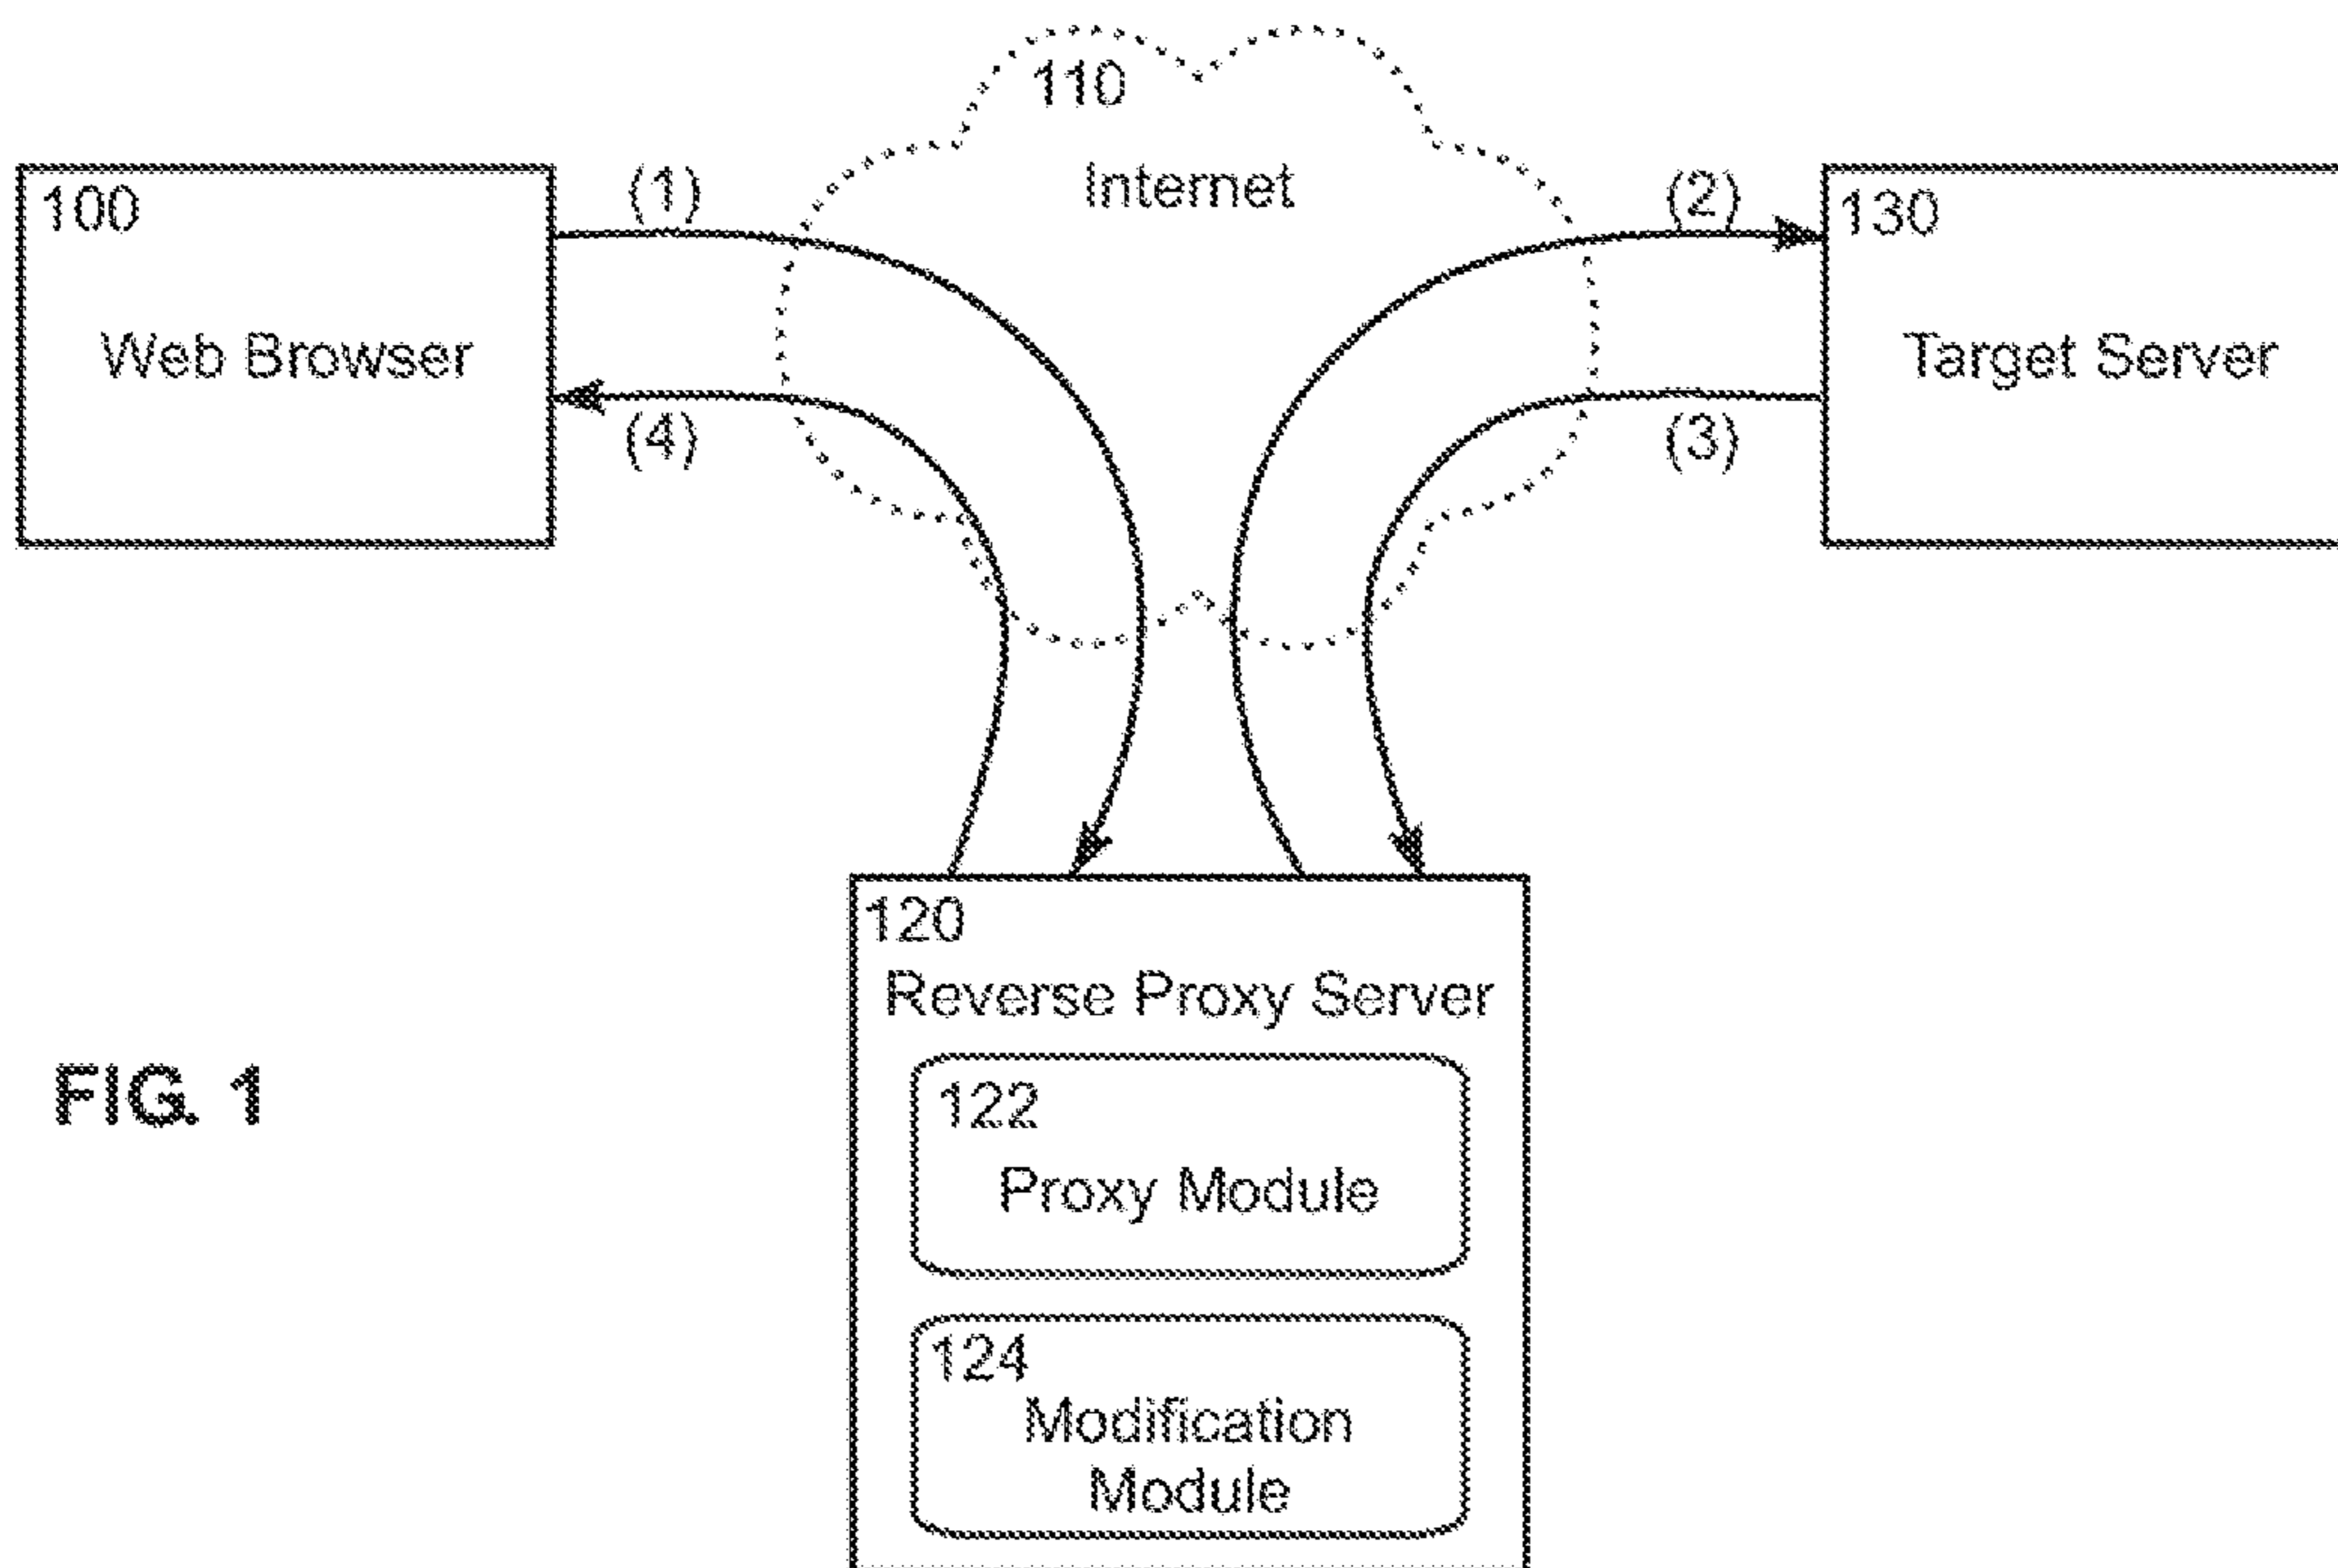 110
Internet
100
(1)
(2)
130
Web Browser
Target Server
(4)
(3)
120
Reverse Proxy Server
122
Proxy Module
FIG. 1
124
Modification
Module